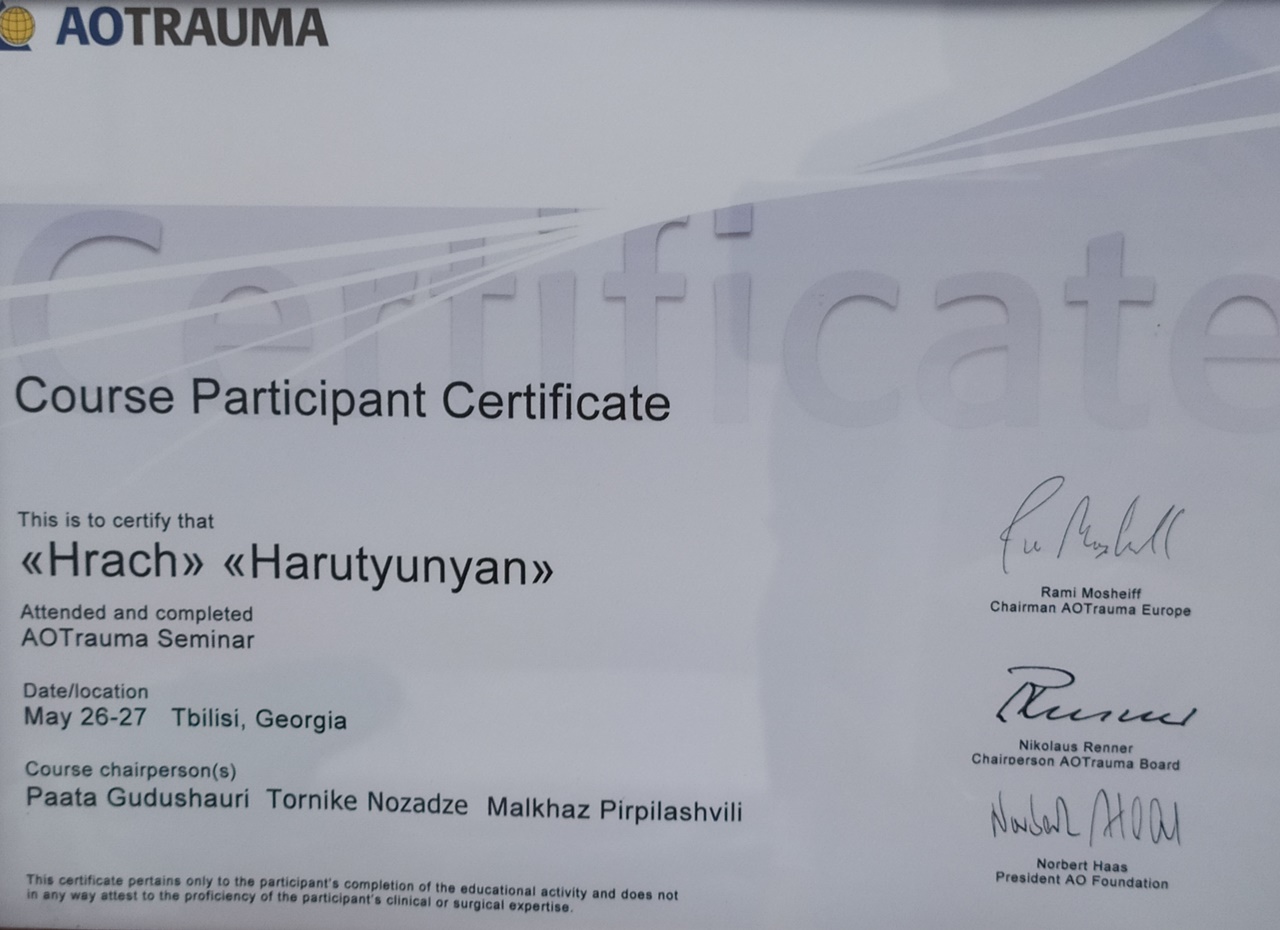 AOTRAUMA
Certificate
Course Participant Certificate
This is to certify that
«Hrach» «Harutyunyan»
Attended and completed
AOTrauma Seminar
Date/location
May 26-27 Tbilisi, Georgia
Course chairperson(s)
Paata Gudushauri Tornike Nozadze Malkhaz Pirpilashvili
This certificate pertains only to the participant's completion of the educational activity and does not
in any way attest to the proficiency of the participant's clinical or surgical expertise.
Rami Mosheiff
Chairman AOTrauma Europe
Nikolaus Renner
Chairperson AOTrauma Board
Norbert Haas
President AO Foundation